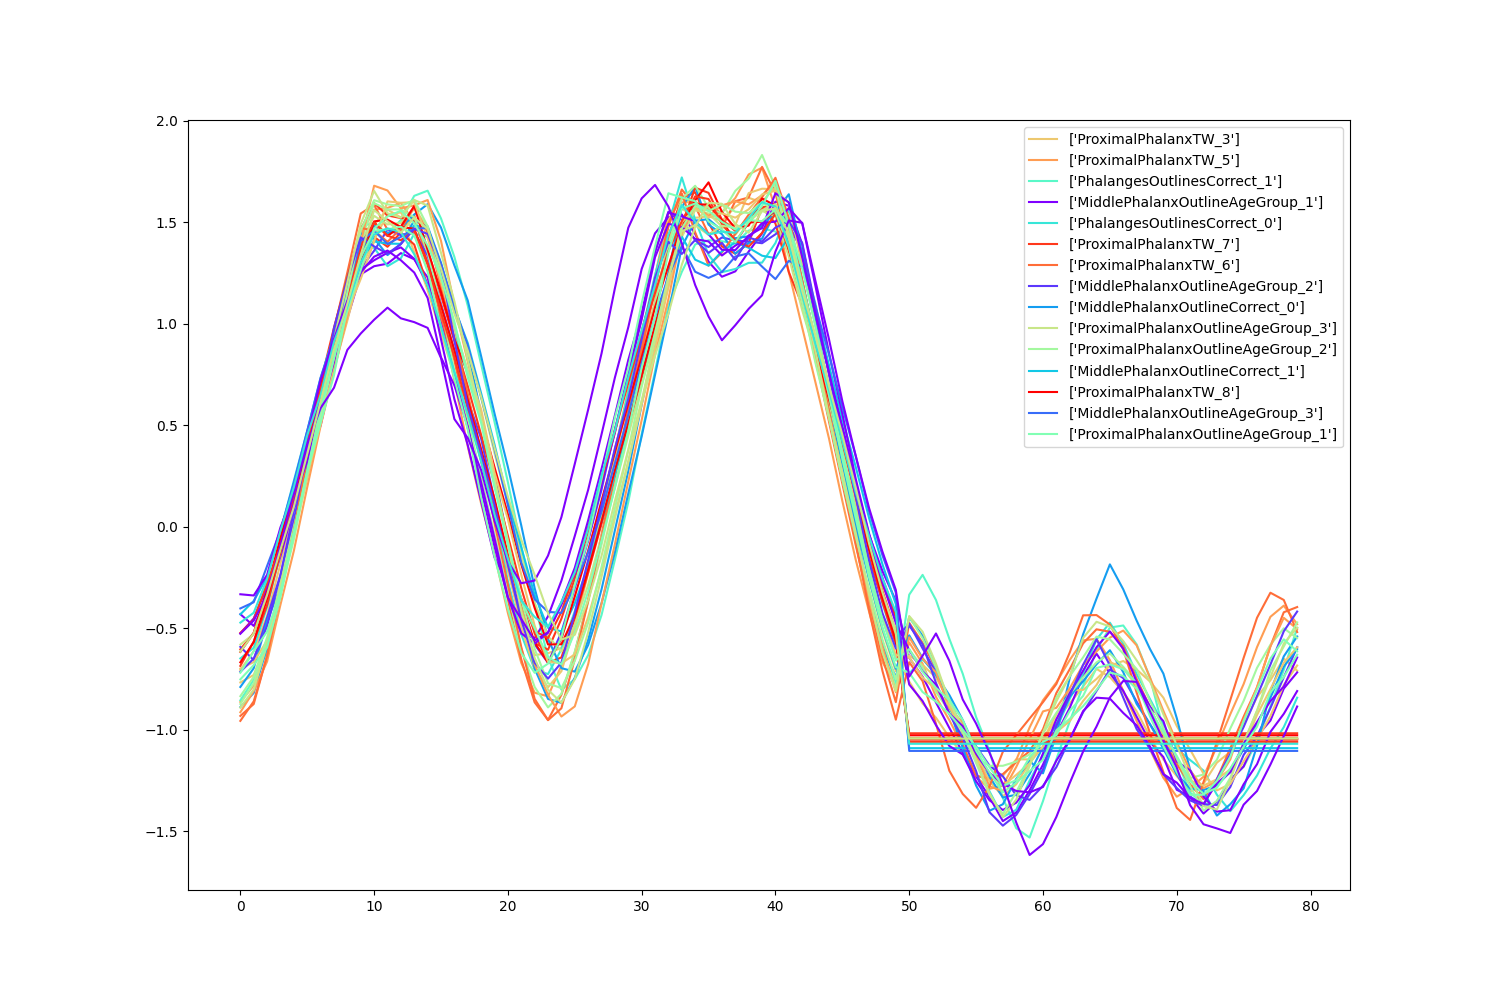 2.0
1.5
1.0
0.5
0.0
−0.5
−1.0
−1.5
0 10 20 30 40 50 60 70 80
['ProximalPhalanxTW_3']
['ProximalPhalanxTW_5']
['PhalangesOutlinesCorrect_1']
['MiddlePhalanxOutlineAgeGroup_1']
['PhalangesOutlinesCorrect_0']
['ProximalPhalanxTW_7']
['ProximalPhalanxTW_6']
['MiddlePhalanxOutlineAgeGroup_2']
['MiddlePhalanxOutlineCorrect_0']
['ProximalPhalanxOutlineAgeGroup_3']
['ProximalPhalanxOutlineAgeGroup_2']
['MiddlePhalanxOutlineCorrect_1']
['ProximalPhalanxTW_8']
['MiddlePhalanxOutlineAgeGroup_3']
['ProximalPhalanxOutlineAgeGroup_1']